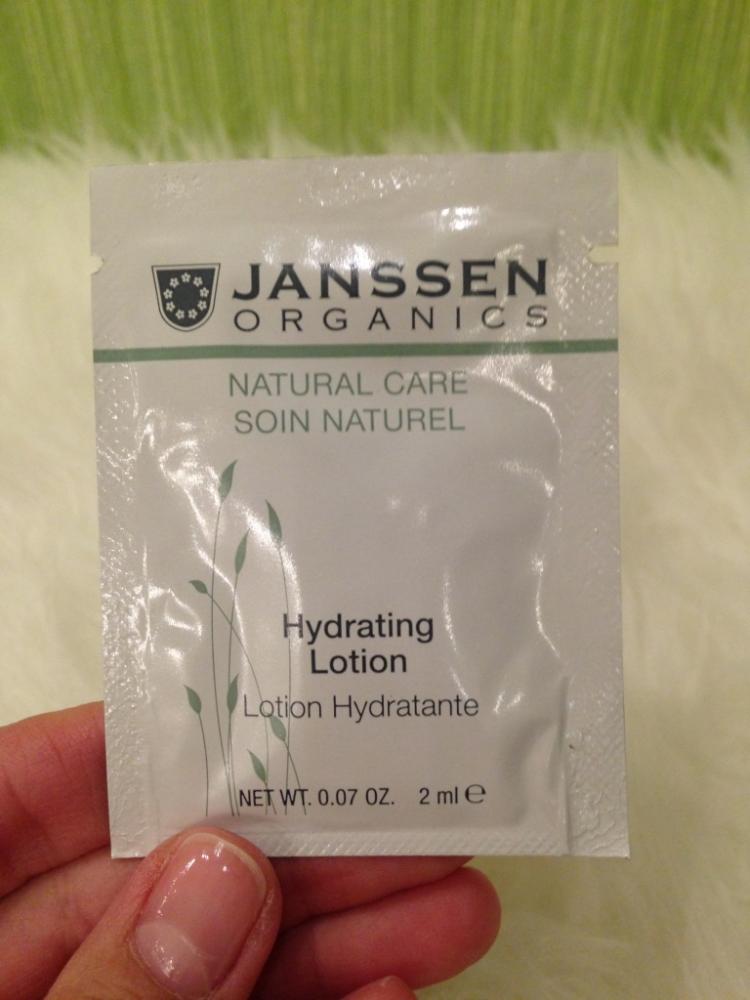 JANSSEN
ORGANICS
NATURAL CARE
SOIN NATUREL
Hydrating
Lotion
Lotion Hydratante
NET WT. 0.07 OZ. 2 ml ℮